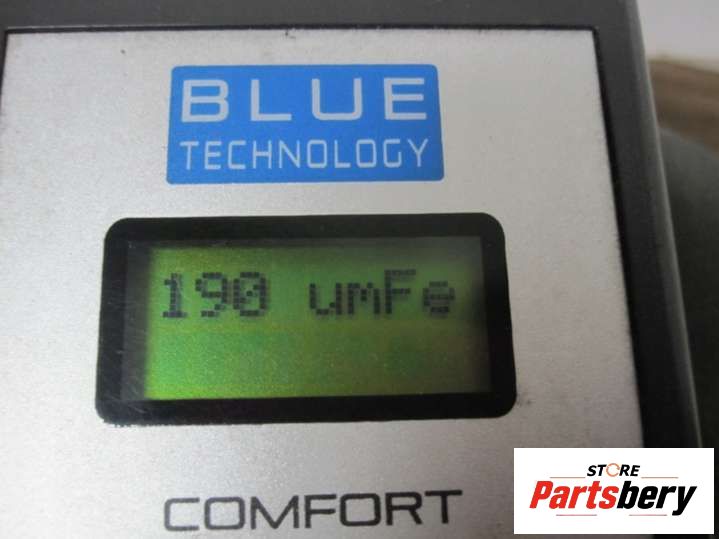 BLUE
TECHNOLOGY
190 umFe
COMFORT
STORE
Partsbery